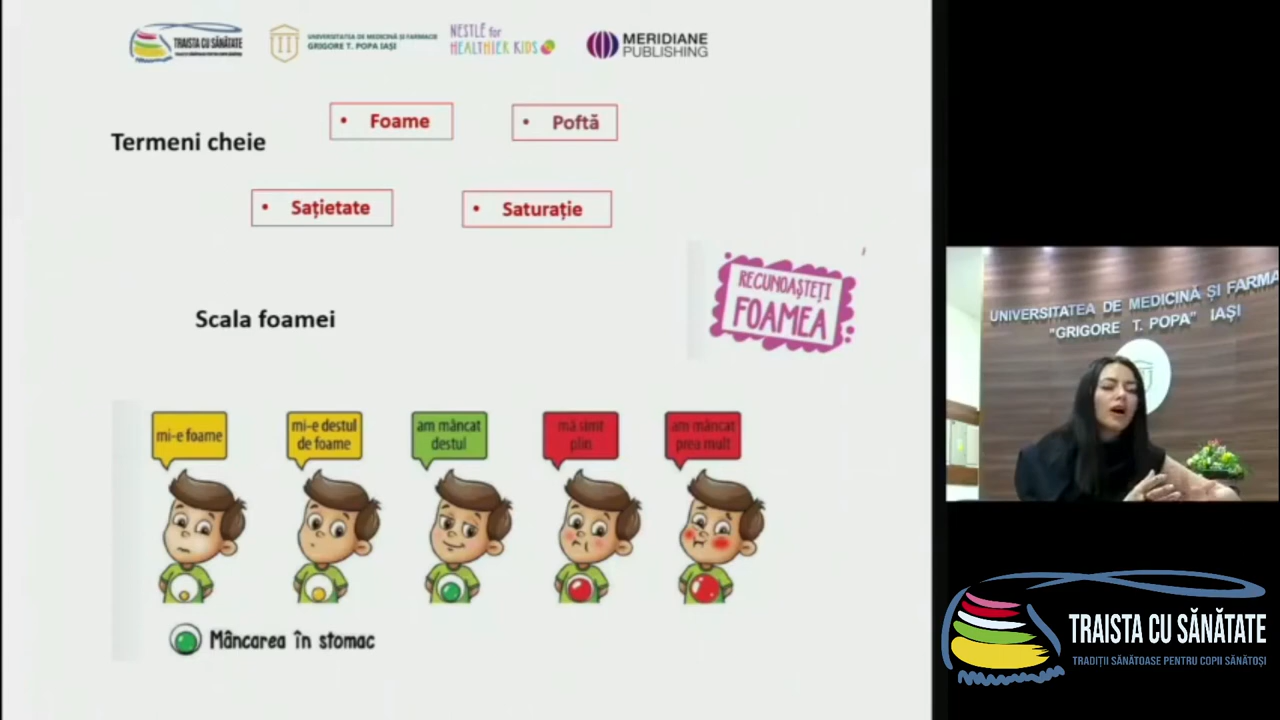 TRAISTA CU SĂNĂTATE
UNIVERSITATEA DE MEDICINĂ ȘI FARMACIE
GRIGORE T. POPA IAȘI
NESTLÉ for
HEALTHIER KIDS
MERIDIANE
PUBLISHING
Termeni cheie
• Foame
• Poftă
• Sațietate
• Saturație
RECUNOAȘTEȚI
FOAMEA
Scala foamei
mi-e foame
mi-e destul
de foame
am mâncat
destul
mă simt
plin
am mâncat
prea mult
Mâncarea în stomac
UNIVERSITATEA DE MEDICINĂ ȘI FARMA
"GRIGORE T. POPA" IAȘI
TRAISTA CU SĂNĂTATE
TRADIȚII SĂNĂTOASE PENTRU COPII SĂNĂTOȘI